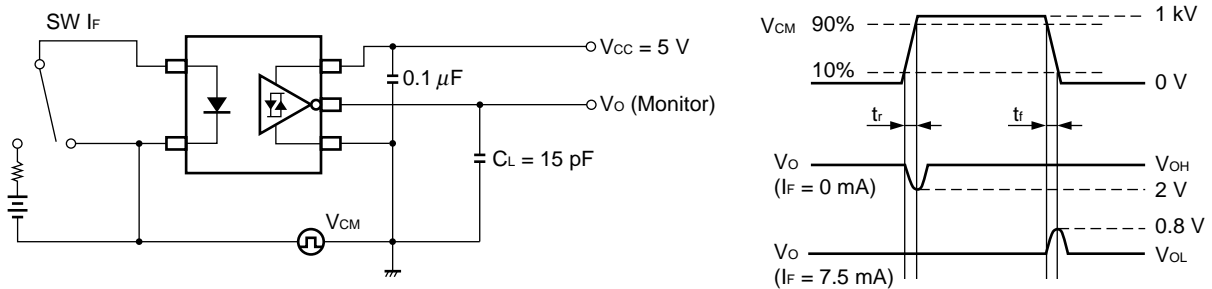 SW IF
VCC = 5 V
0.1 μF
VO (Monitor)
CL = 15 pF
VCM
VCM 90%
10%
1 kV
0 V
tr
tf
VO
(IF = 0 mA)
VOH
2 V
0.8 V
VO
(IF = 7.5 mA)
VOL